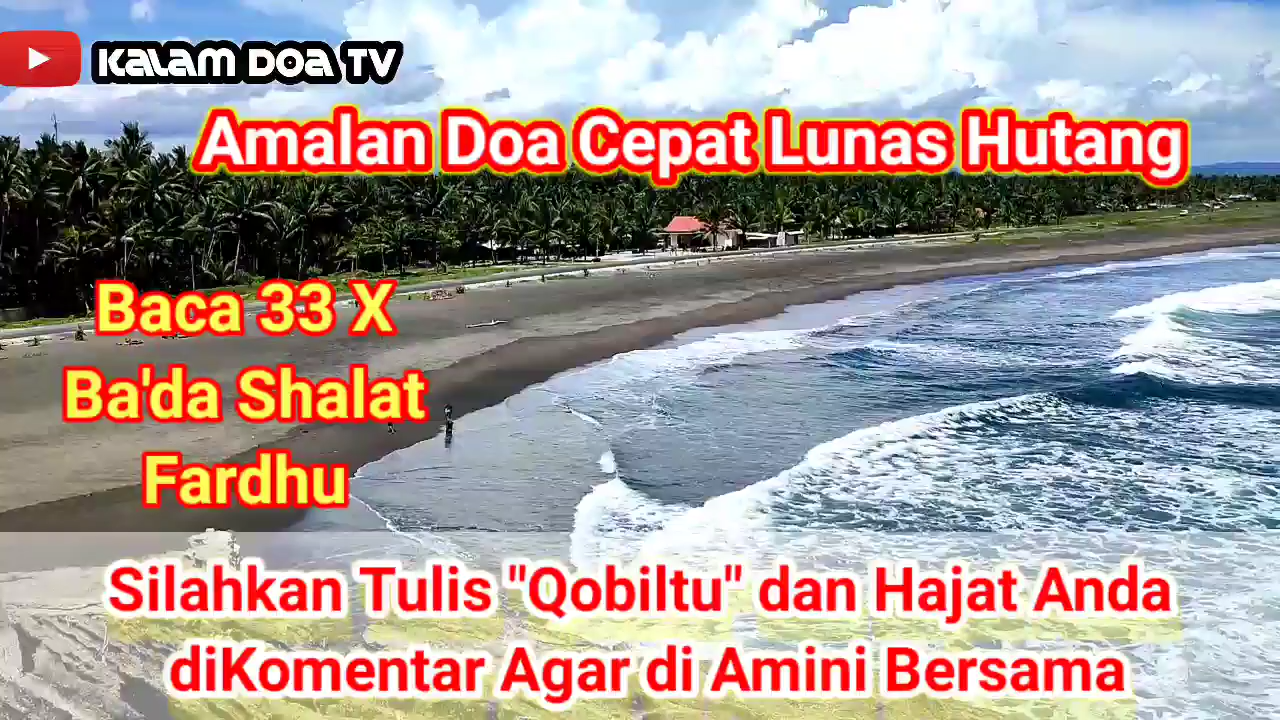 KALAM DOA TV
Amalan Doa Cepat Lunas Hutang
Baca 33 X
Ba'da Shalat
Fardhu
Silahkan Tulis "Qobiltu" dan Hajat Anda
diKomentar Agar di Amini Bersama